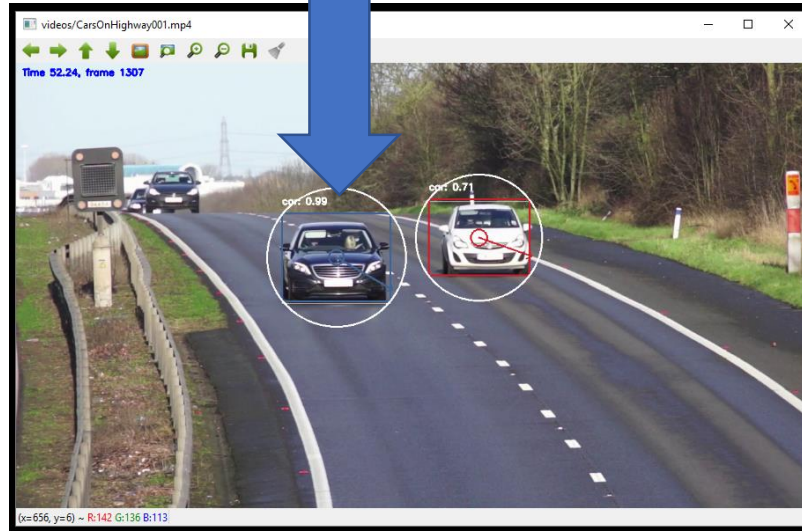 videos/CarsOnHighway001.mp4
Time 52.24, frame 1307
car: 0.99
car: 0.71
(x=656, y=6) ~ R:142 G:136 B:113